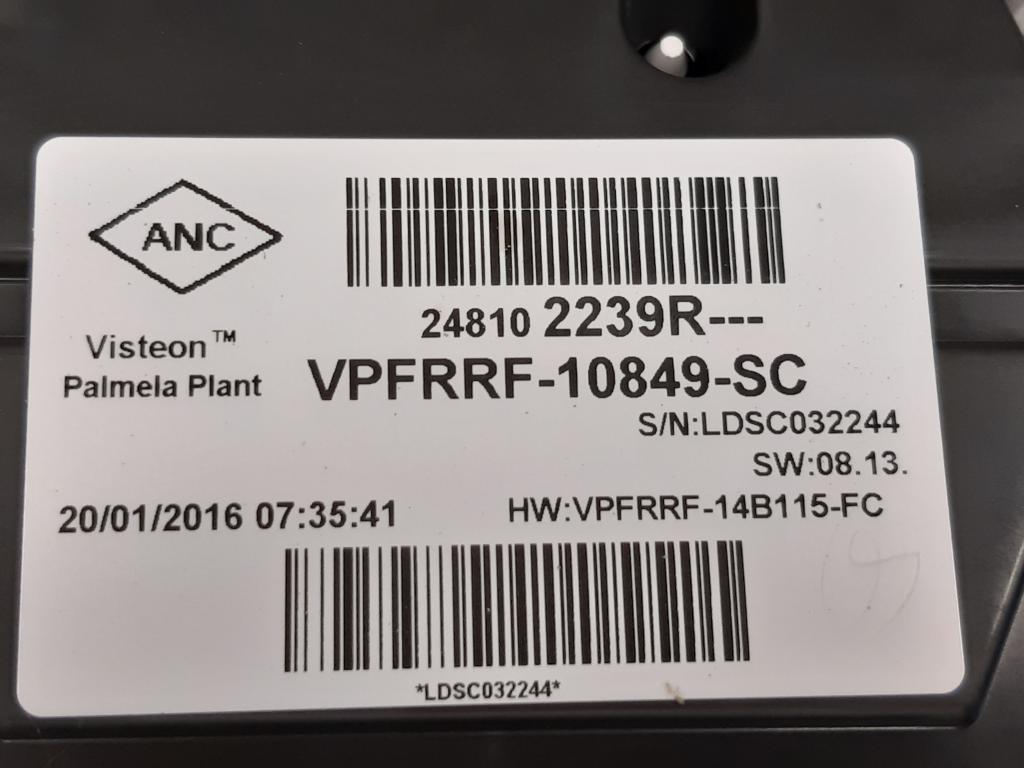 ANC
Visteon™
Palmela Plant
24810 2239R---
VPFRRF-10849-SC
S/N:LDSC032244
SW:08.13.
20/01/2016 07:35:41
HW:VPFRRF-14B115-FC
*LDSC032244*